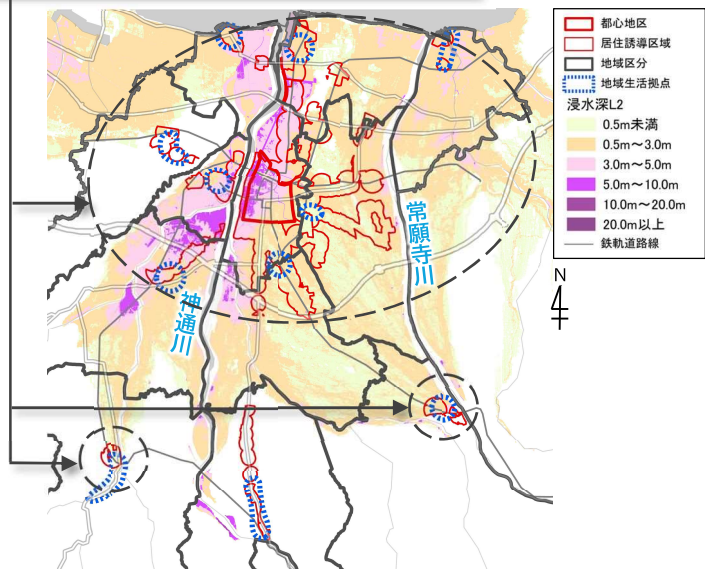 都心地区
居住誘導区域
地域区分
地域生活拠点
浸水深L2
0.5m未満
0.5m～3.0m
3.0m～5.0m
5.0m～10.0m
10.0m～20.0m
20.0m以上
鉄軌道路線
N
常願寺川
神通川